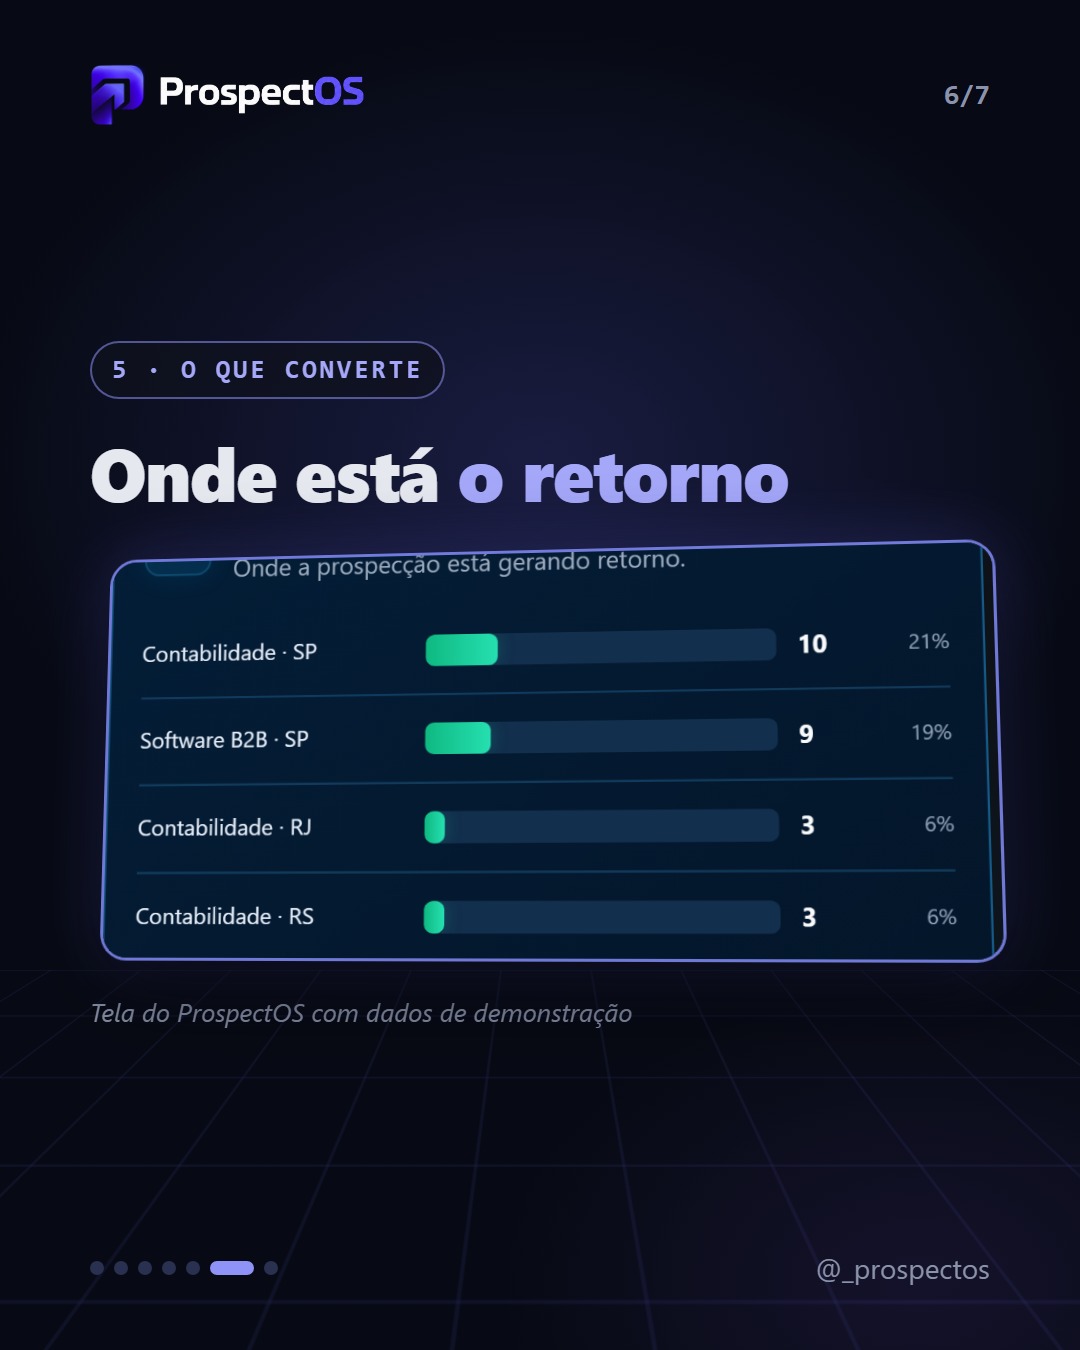 ProspectOS
6/7
5 · O QUE CONVERTE
Onde está o retorno
Onde a prospecção está gerando retorno.
Contabilidade · SP 10 21%
Software B2B · SP 9 19%
Contabilidade · RJ 3 6%
Contabilidade · RS 3 6%
Tela do ProspectOS com dados de demonstração
@_prospectos